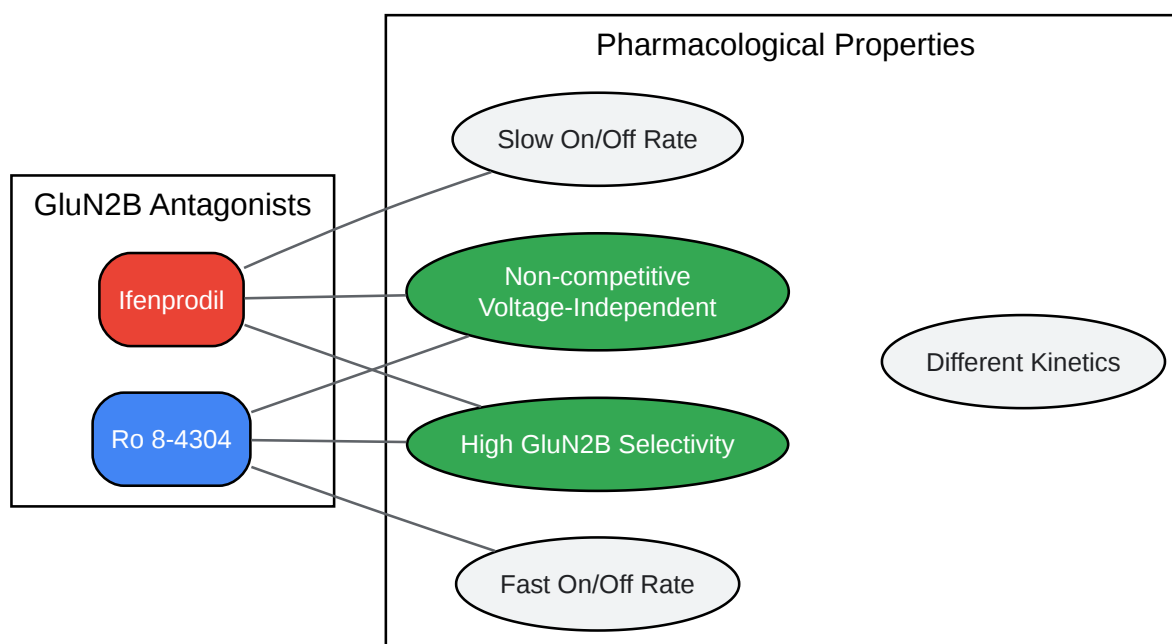 Pharmacological Properties
Slow On/Off Rate
GluN2B Antagonists
Ifenprodil
Non-competitive
Voltage-Independent
Different Kinetics
Ro 8-4304
High GluN2B Selectivity
Fast On/Off Rate